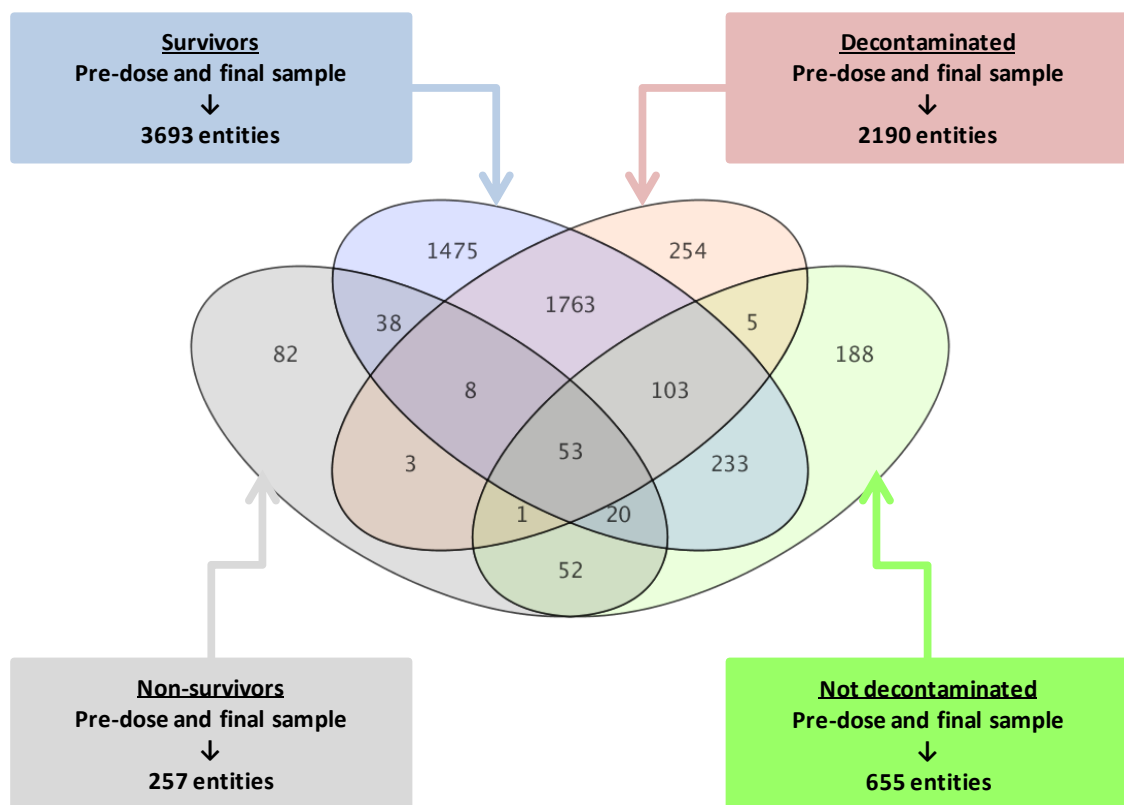 Survivors
Pre-dose and final sample
↓
3693 entities
Decontaminated
Pre-dose and final sample
↓
2190 entities
1475
254
1763
38
5
82
188
8
103
53
3
233
1
20
52
Non-survivors
Pre-dose and final sample
↓
257 entities
Not decontaminated
Pre-dose and final sample
↓
655 entities